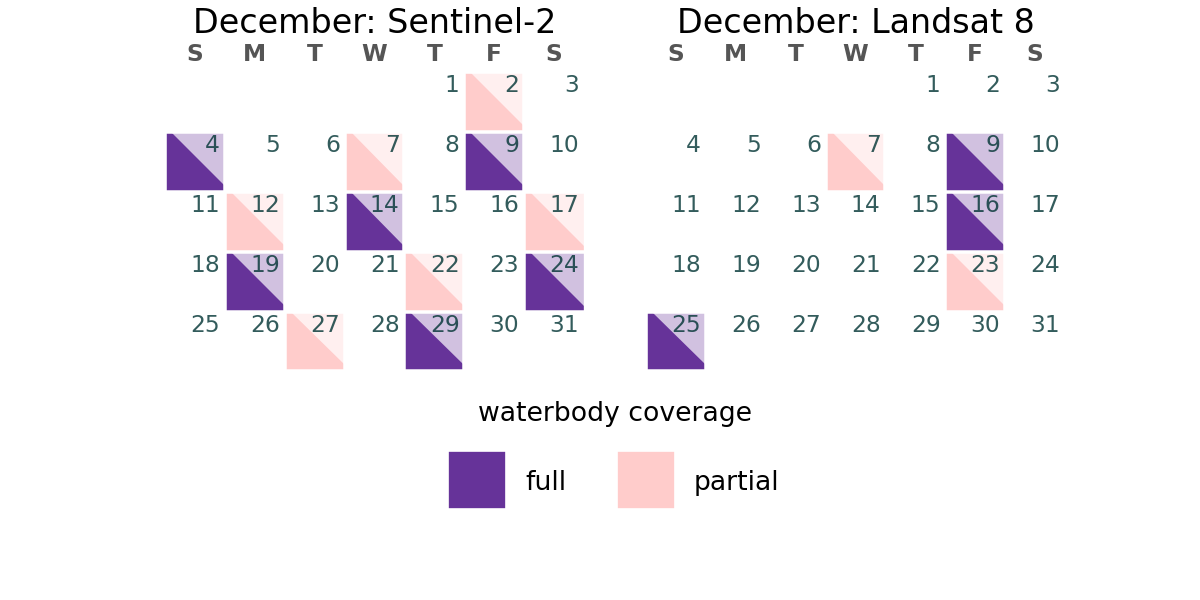 December: Sentinel-2
S M T W T F S
1 2 3
4 5 6 7 8 9 10
11 12 13 14 15 16 17
18 19 20 21 22 23 24
25 26 27 28 29 30 31
December: Landsat 8
S M T W T F S
1 2 3
4 5 6 7 8 9 10
11 12 13 14 15 16 17
18 19 20 21 22 23 24
25 26 27 28 29 30 31
waterbody coverage
full partial